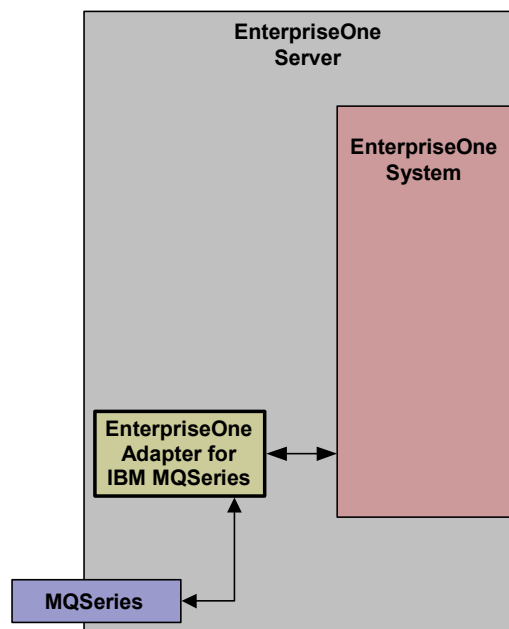 EnterpriseOne
Server
EnterpriseOne
System
EnterpriseOne
Adapter for
IBM MQSeries
MQSeries